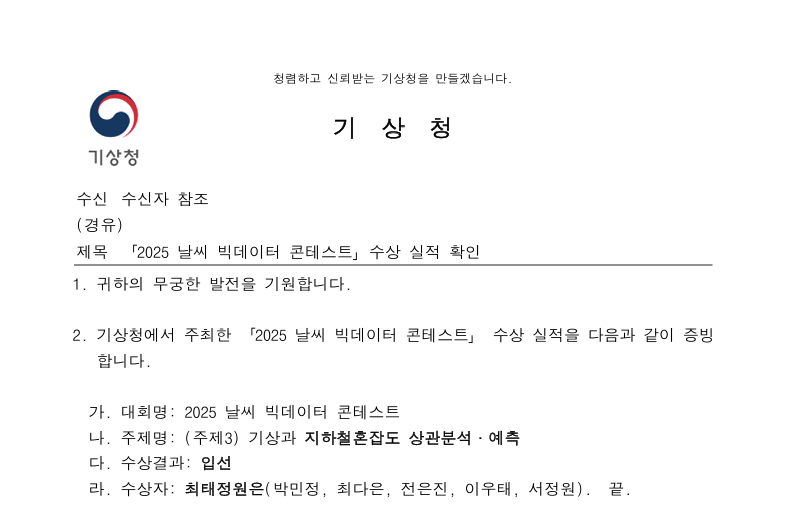 청렴하고 신뢰받는 기상청을 만들겠습니다.
기 상 청
기상청
수신 수신자 참조
(경유)
제목 「2025 날씨 빅데이터 콘테스트」 수상 실적 확인
1. 귀하의 무궁한 발전을 기원합니다.
2. 기상청에서 주최한 「2025 날씨 빅데이터 콘테스트」 수상 실적을 다음과 같이 증빙
합니다.
가. 대회명: 2025 날씨 빅데이터 콘테스트
나. 주제명: (주제3) 기상과 지하철혼잡도 상관분석·예측
다. 수상결과: 입선
라. 수상자: 최태정원은(박민정, 최다은, 전은진, 이우태, 서정원). 끝.